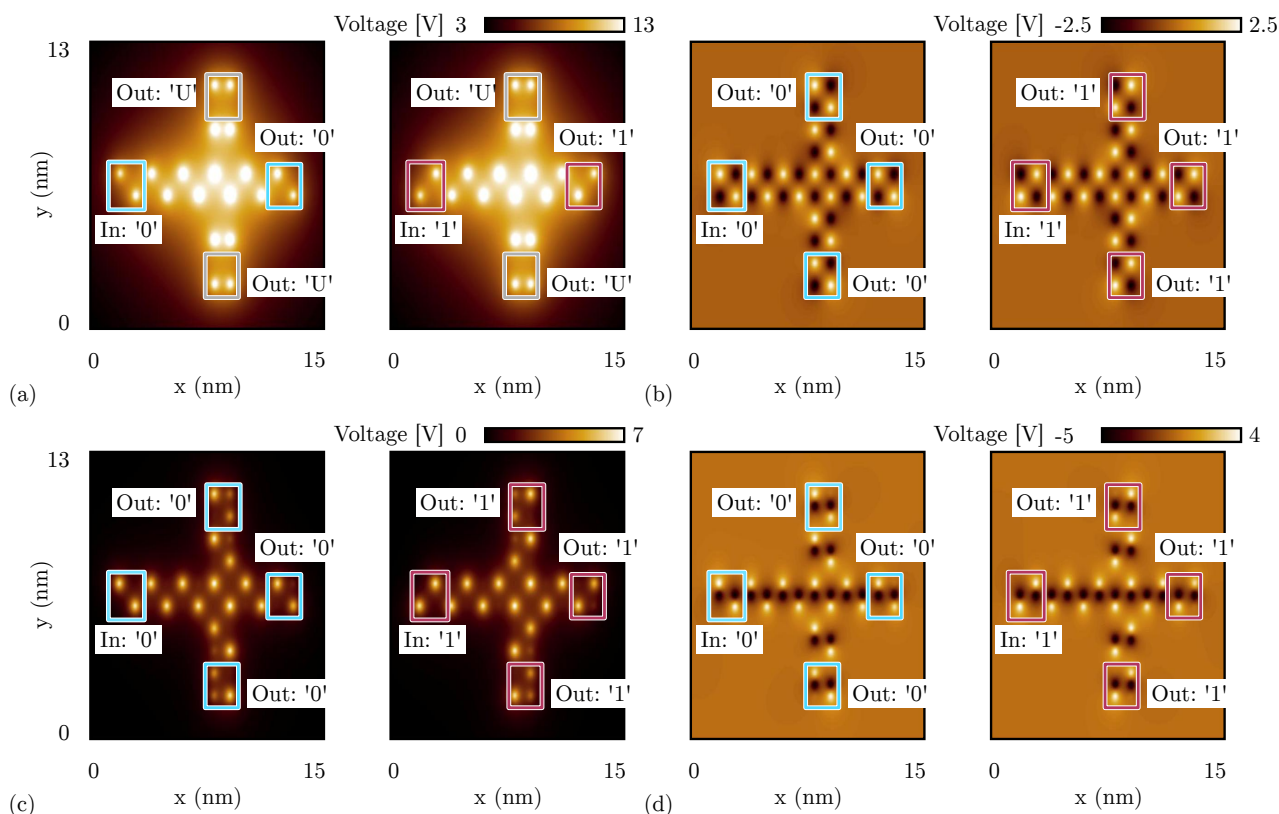 Voltage [V] 3 13
Voltage [V] -2.5 2.5
13
Out: 'U'
Out: '0'
In: '0'
Out: 'U'
Out: 'U'
Out: '1'
In: '1'
Out: 'U'
Out: '0'
Out: '0'
In: '0'
Out: '0'
Out: '1'
Out: '1'
In: '1'
Out: '1'
y (nm)
0
0 15 0 15 0 15 0 15
x (nm) x (nm) x (nm) x (nm)
(a) (b)
Voltage [V] 0 7
Voltage [V] -5 4
13
Out: '0'
Out: '0'
In: '0'
Out: '0'
Out: '1'
Out: '1'
In: '1'
Out: '1'
Out: '0'
Out: '0'
In: '0'
Out: '0'
Out: '1'
Out: '1'
In: '1'
Out: '1'
y (nm)
0
0 15 0 15 0 15 0 15
x (nm) x (nm) x (nm) x (nm)
(c) (d)